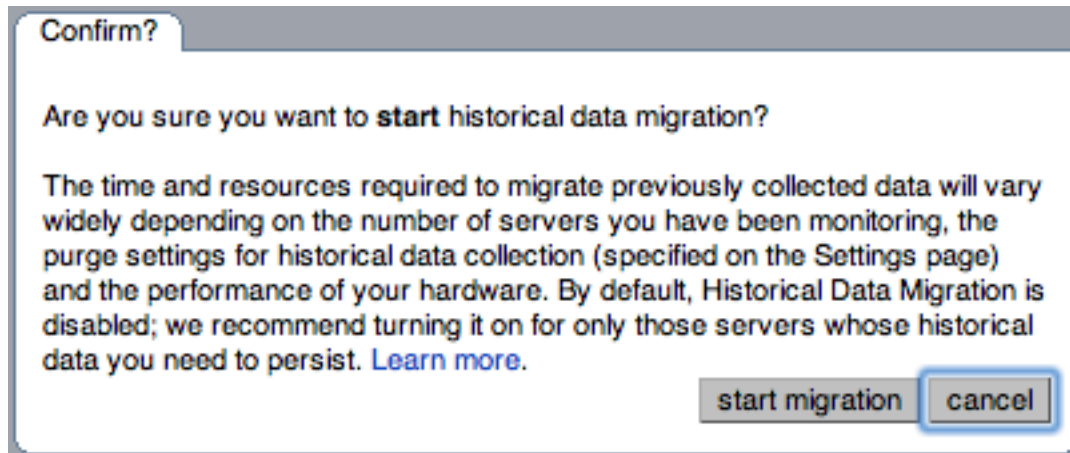 Confirm?
Are you sure you want to start historical data migration?
The time and resources required to migrate previously collected data will vary
widely depending on the number of servers you have been monitoring, the
purge settings for historical data collection (specified on the Settings page)
and the performance of your hardware. By default, Historical Data Migration is
disabled; we recommend turning it on for only those servers whose historical
data you need to persist. Learn more.
start migration cancel